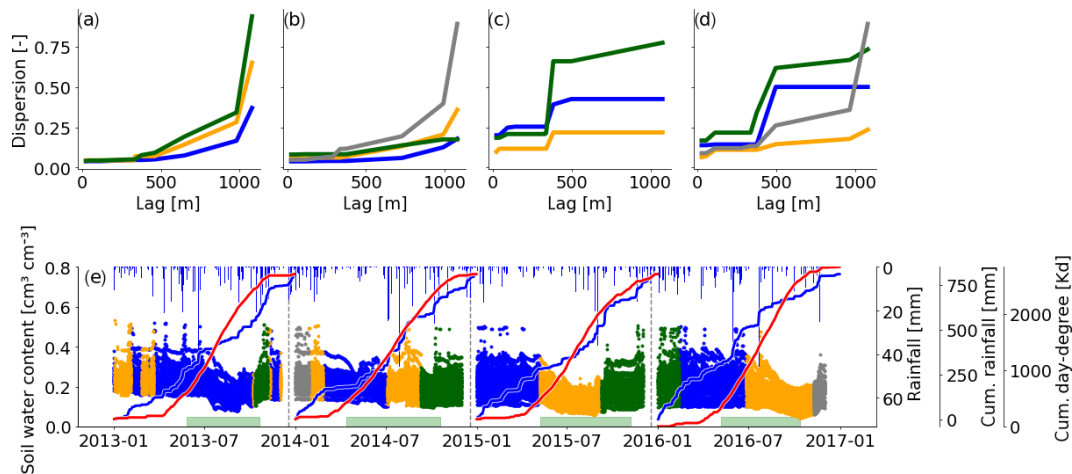 (a) (b) (c) (d)
Dispersion [-]
0.75
0.50
0.25
0.00
0 500 1000 0 500 1000 0 500 1000 0 500 1000
Lag [m] Lag [m] Lag [m] Lag [m]
(e)
Soil water content [cm³ cm⁻³]
0.8
0.6
0.4
0.2
0.0
2013-01 2013-07 2014-01 2014-07 2015-01 2015-07 2016-01 2016-07 2017-01
0
20
40
60
Rainfall [mm]
750
500
250
0
Cum. rainfall [mm]
2000
1000
0
Cum. day-degree [Kd]